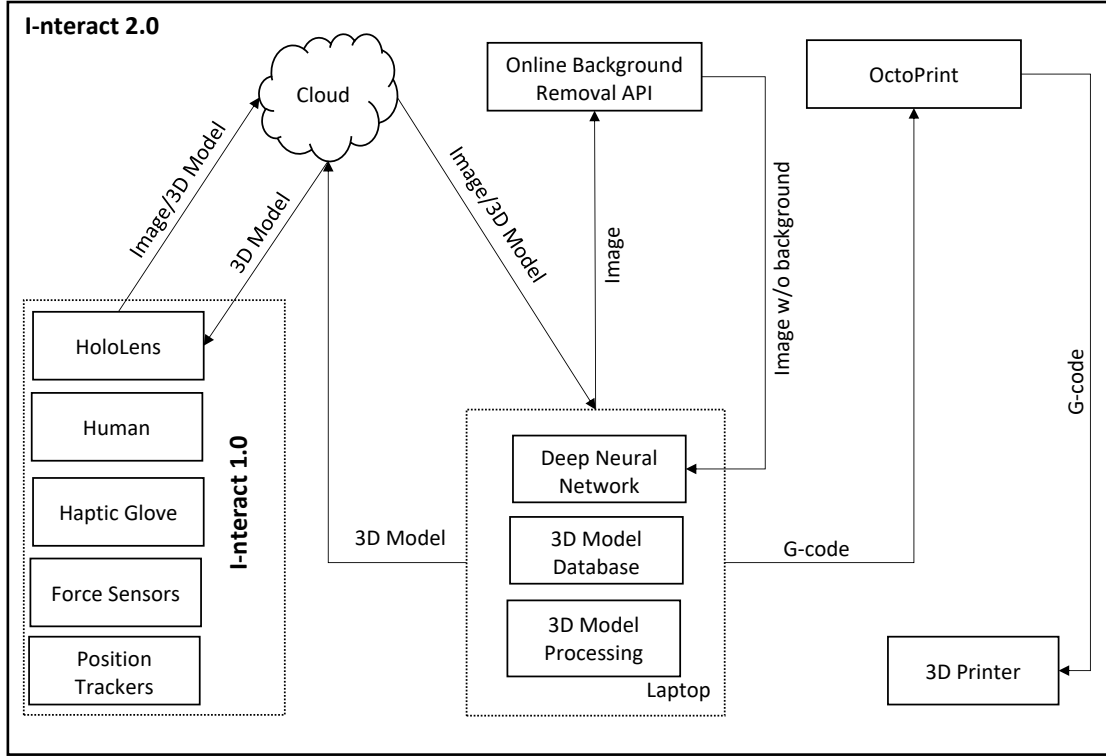 I-nteract 2.0
Cloud
Online Background
Removal API
OctoPrint
Image/3D Model
3D Model
Image/3D Model
Image
Image w/o background
G-code
HoloLens
Human
Haptic Glove
Force Sensors
Position
Trackers
I-nteract 1.0
3D Model
Deep Neural
Network
3D Model
Database
3D Model
Processing
Laptop
G-code
3D Printer